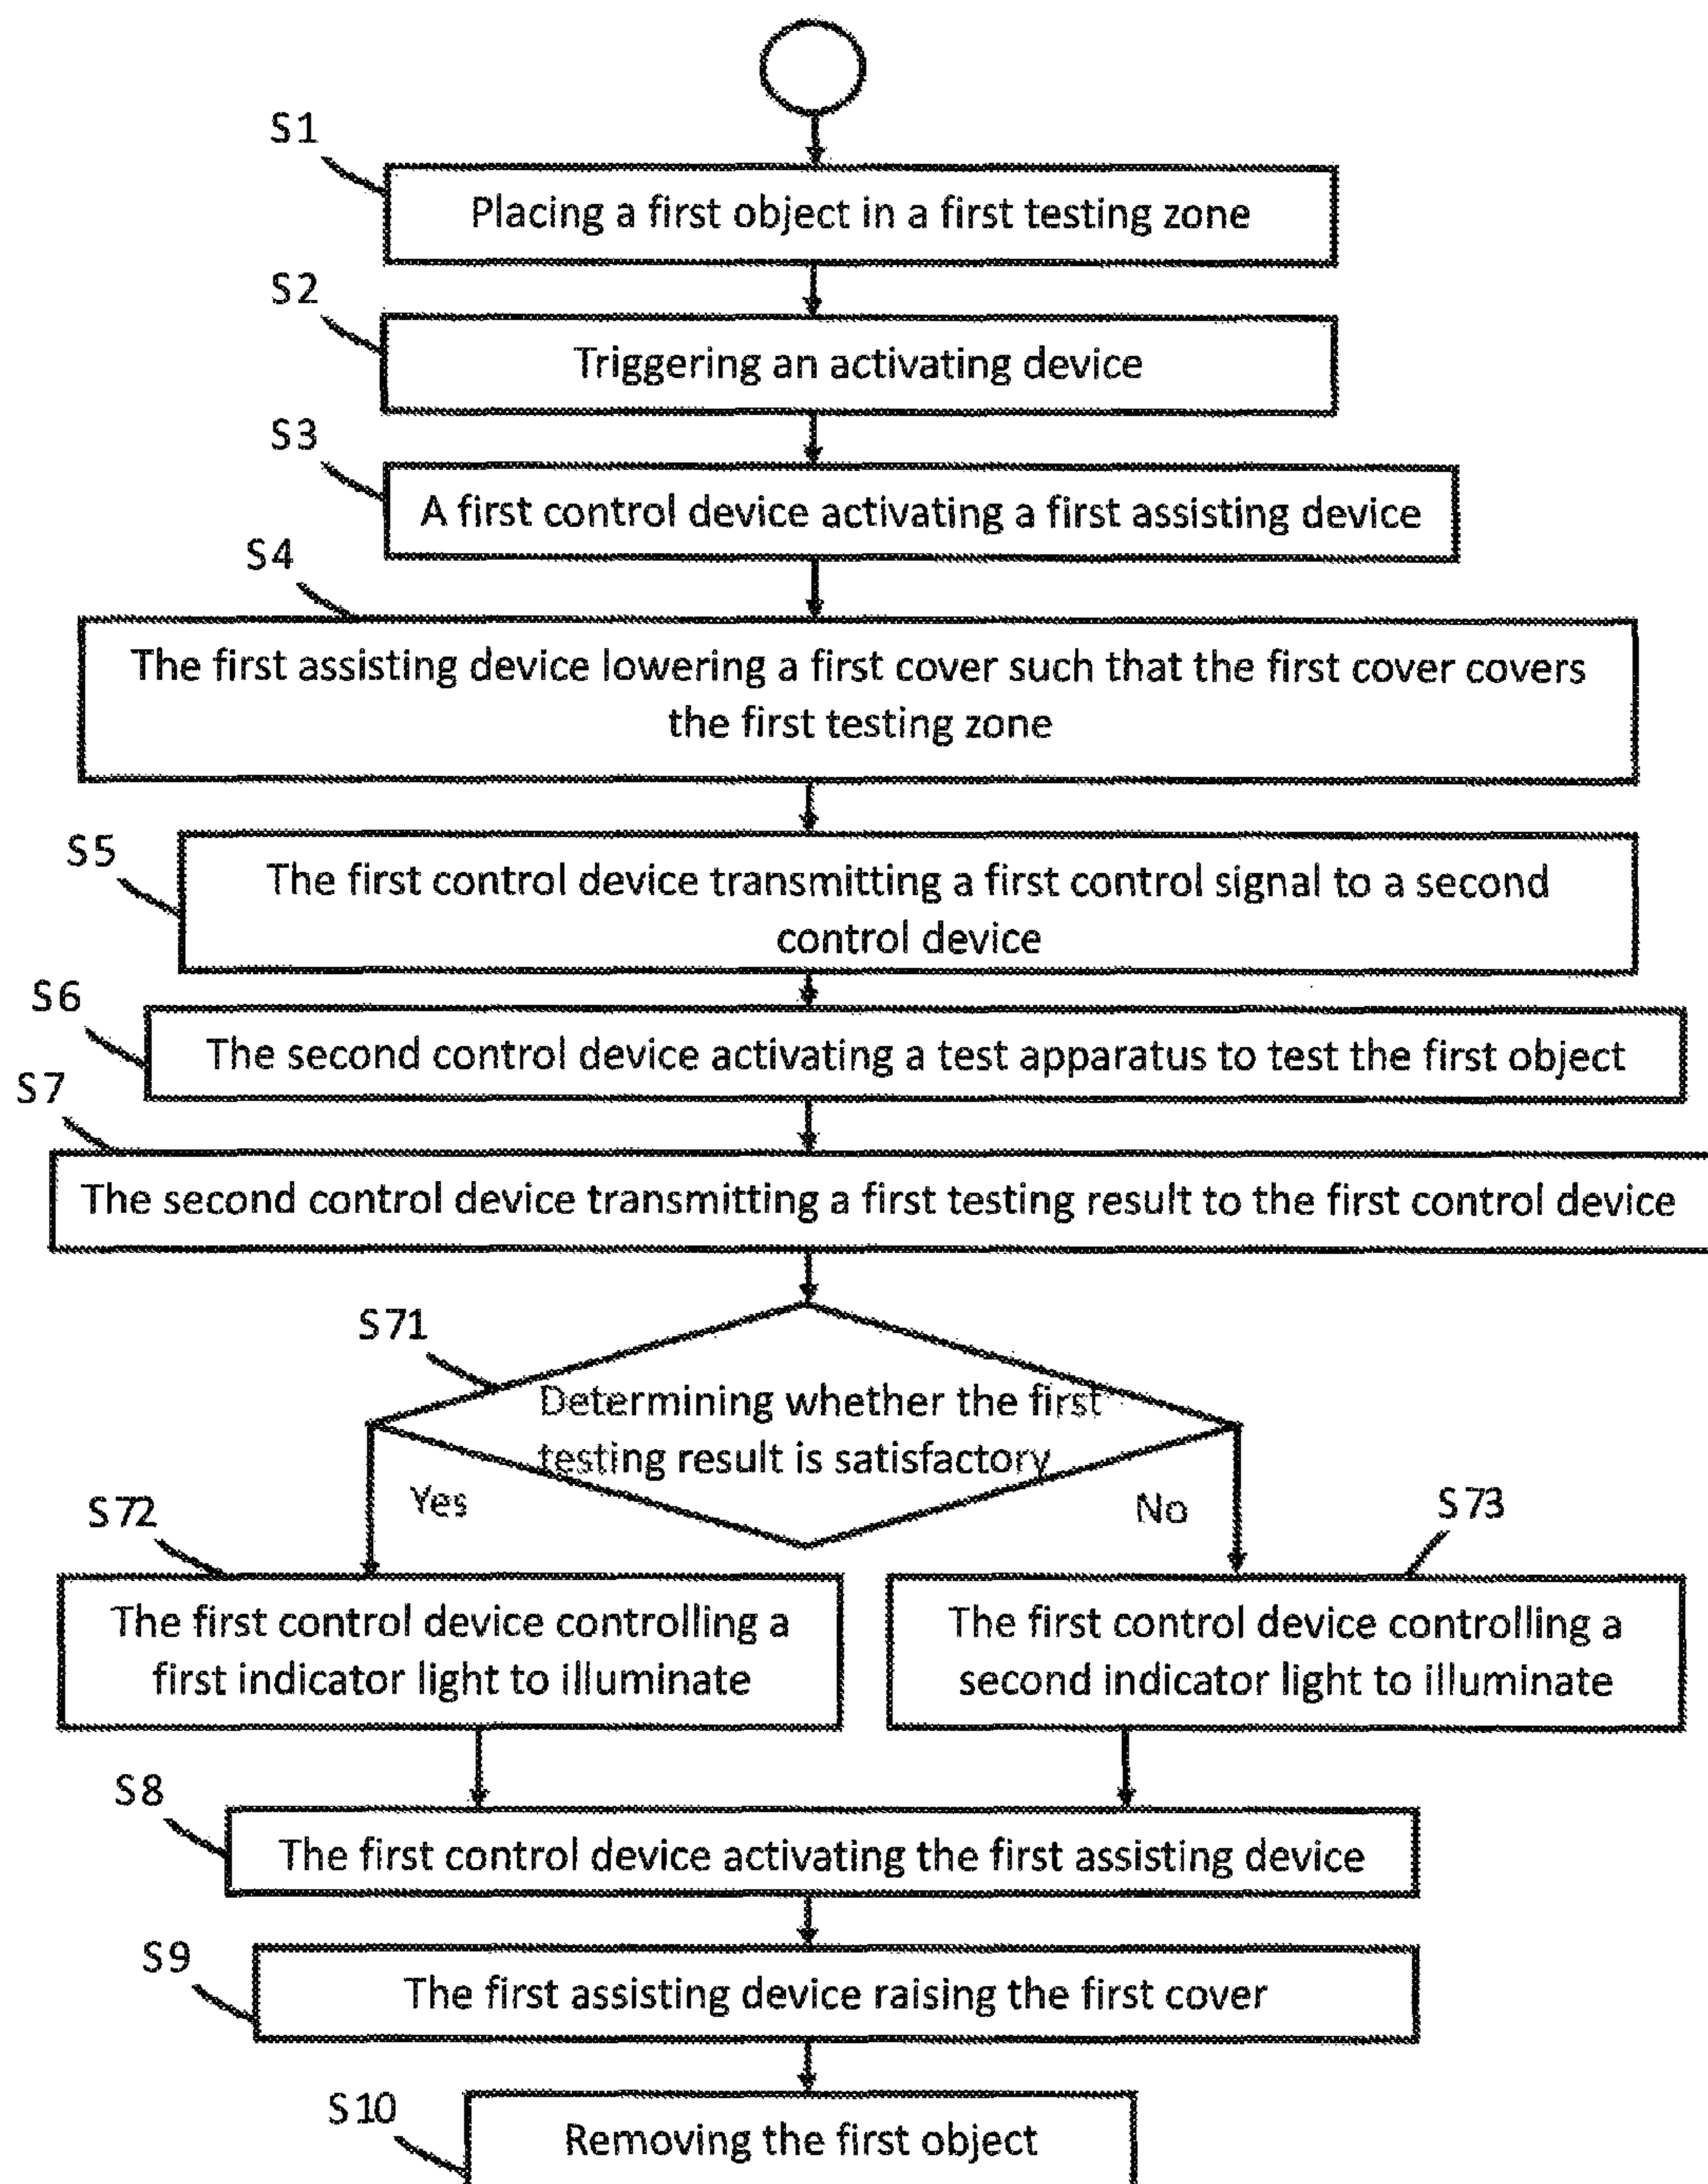 S1
Placing a first object in a first testing zone
S2
Triggering an activating device
S3
A first control device activating a first assisting device
S4
The first assisting device lowering a first cover such that the first cover covers
the first testing zone
S5
The first control device transmitting a first control signal to a second
control device
S6
The second control device activating a test apparatus to test the first object
S7
The second control device transmitting a first testing result to the first control device
S71
Determining whether the first
testing result is satisfactory
Yes
No
S72
The first control device controlling a
first indicator light to illuminate
S73
The first control device controlling a
second indicator light to illuminate
S8
The first control device activating the first assisting device
S9
The first assisting device raising the first cover
S10
Removing the first object